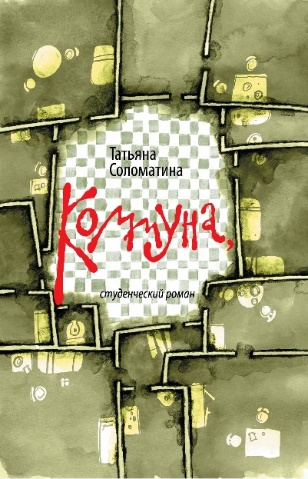 Татьяна
Соломатина
Коммуна,
студенческий роман